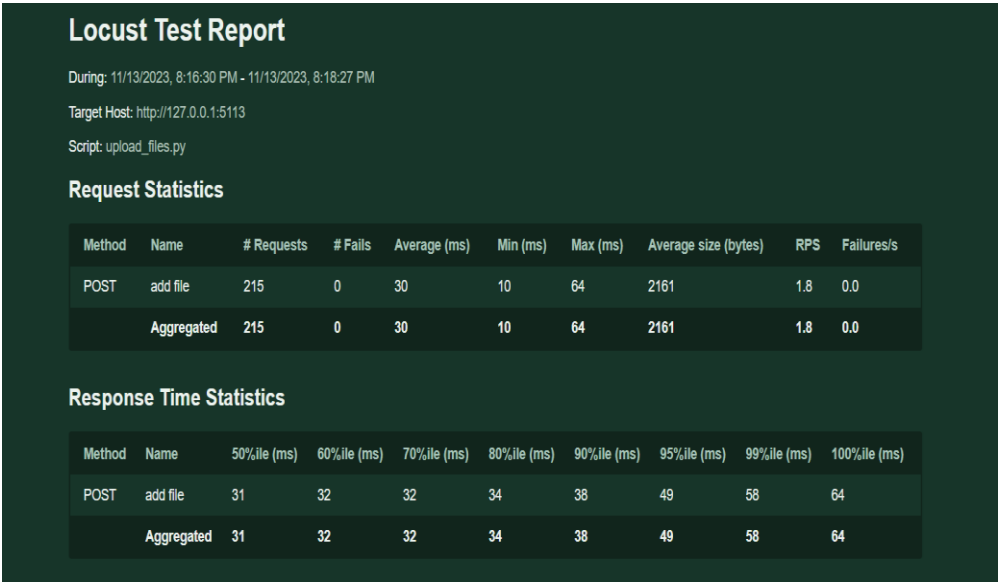 Locust Test Report
During: 11/13/2023, 8:16:30 PM - 11/13/2023, 8:18:27 PM
Target Host: http://127.0.0.1:5113
Script: upload_files.py
Request Statistics
Method Name # Requests # Fails Average (ms) Min (ms) Max (ms) Average size (bytes) RPS Failures/s
POST add file 215 0 30 10 64 2161 1.8 0.0
Aggregated 215 0 30 10 64 2161 1.8 0.0
Response Time Statistics
Method Name 50%ile (ms) 60%ile (ms) 70%ile (ms) 80%ile (ms) 90%ile (ms) 95%ile (ms) 99%ile (ms) 100%ile (ms)
POST add file 31 32 32 34 38 49 58 64
Aggregated 31 32 32 34 38 49 58 64